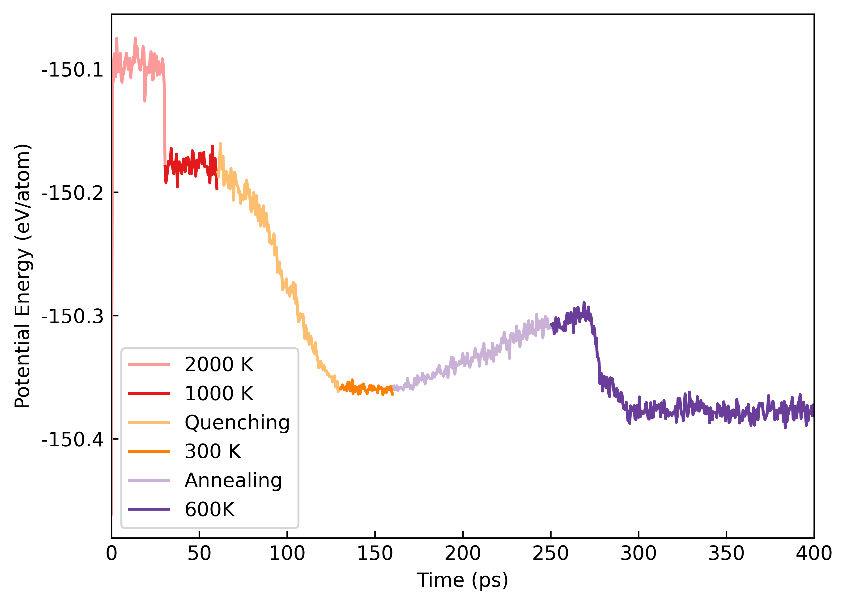 -150.1
-150.2
-150.3
-150.4
Potential Energy (eV/atom)
2000 K
1000 K
Quenching
300 K
Annealing
600K
0 50 100 150 200 250 300 350 400
Time (ps)